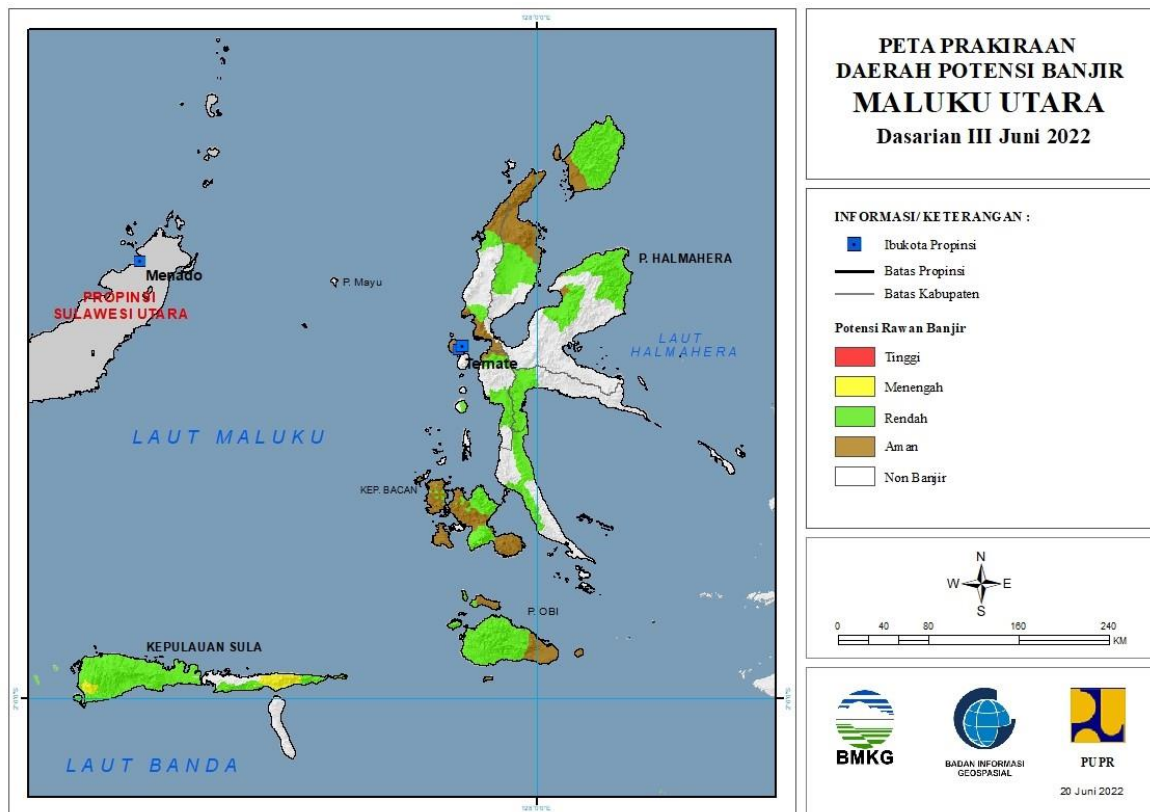 PETA PRAKIRAAN
DAERAH POTENSI BANJIR
MALUKU UTARA
Dasarian III Juni 2022
INFORMASI/ KETERANGAN :
Ibukota Propinsi
Batas Propinsi
Batas Kabupaten
Potensi Rawan Banjir
Tinggi
Menengah
Rendah
Aman
Non Banjir
N
W E
S
0 40 80 160 240
KM
BMKG
BADAN INFORMASI
GEOSPASIAL
PUPR
20 Juni 2022
Menado
PROPINSI
SULAWESI UTARA
P. Mayu
P. HALMAHERA
LAUT
HALMAHERA
Ternate
LAUT MALUKU
KEP. BACAN
P. OBI
KEPULAUAN SULA
LAUT BANDA